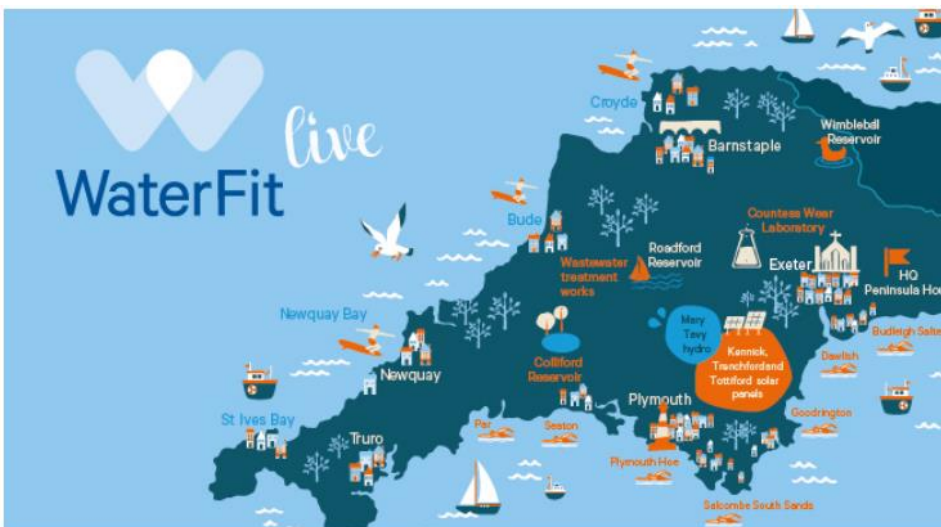 live
WaterFit
Croyde
Barnstaple
Wimbleball
Reservoir
Bude
Countess Wear
Laboratory
Wastewater
treatment
works
Roadford
Reservoir
Exeter
HQ
Peninsula Hou
Newquay Bay
Mary
Tavy
hydro
Budleigh Salte
Kennick,
Trenchford and
Tottiford solar
panels
Dawlish
Colliford
Reservoir
Newquay
Plymouth
Goodrington
St Ives Bay
Truro
Par
Seaton
Plymouth Hoe
Salcombe South Sands